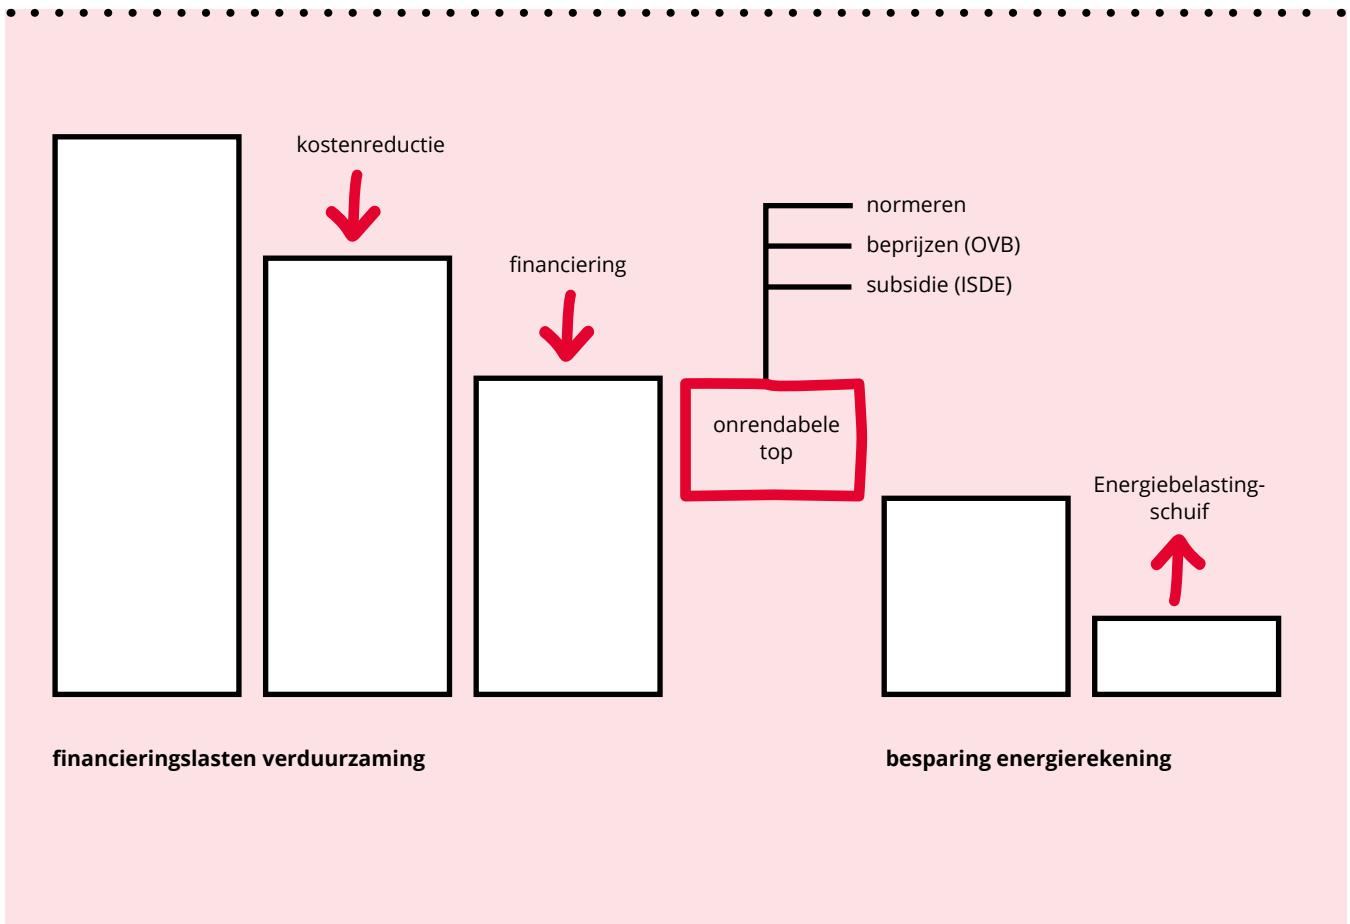 kostenreductie
financiering
normeren
beprijzen (OVB)
subsidie (ISDE)
onrendabele
top
Energiebelasting-
schuif
financieringslasten verduurzaming
besparing energierekening